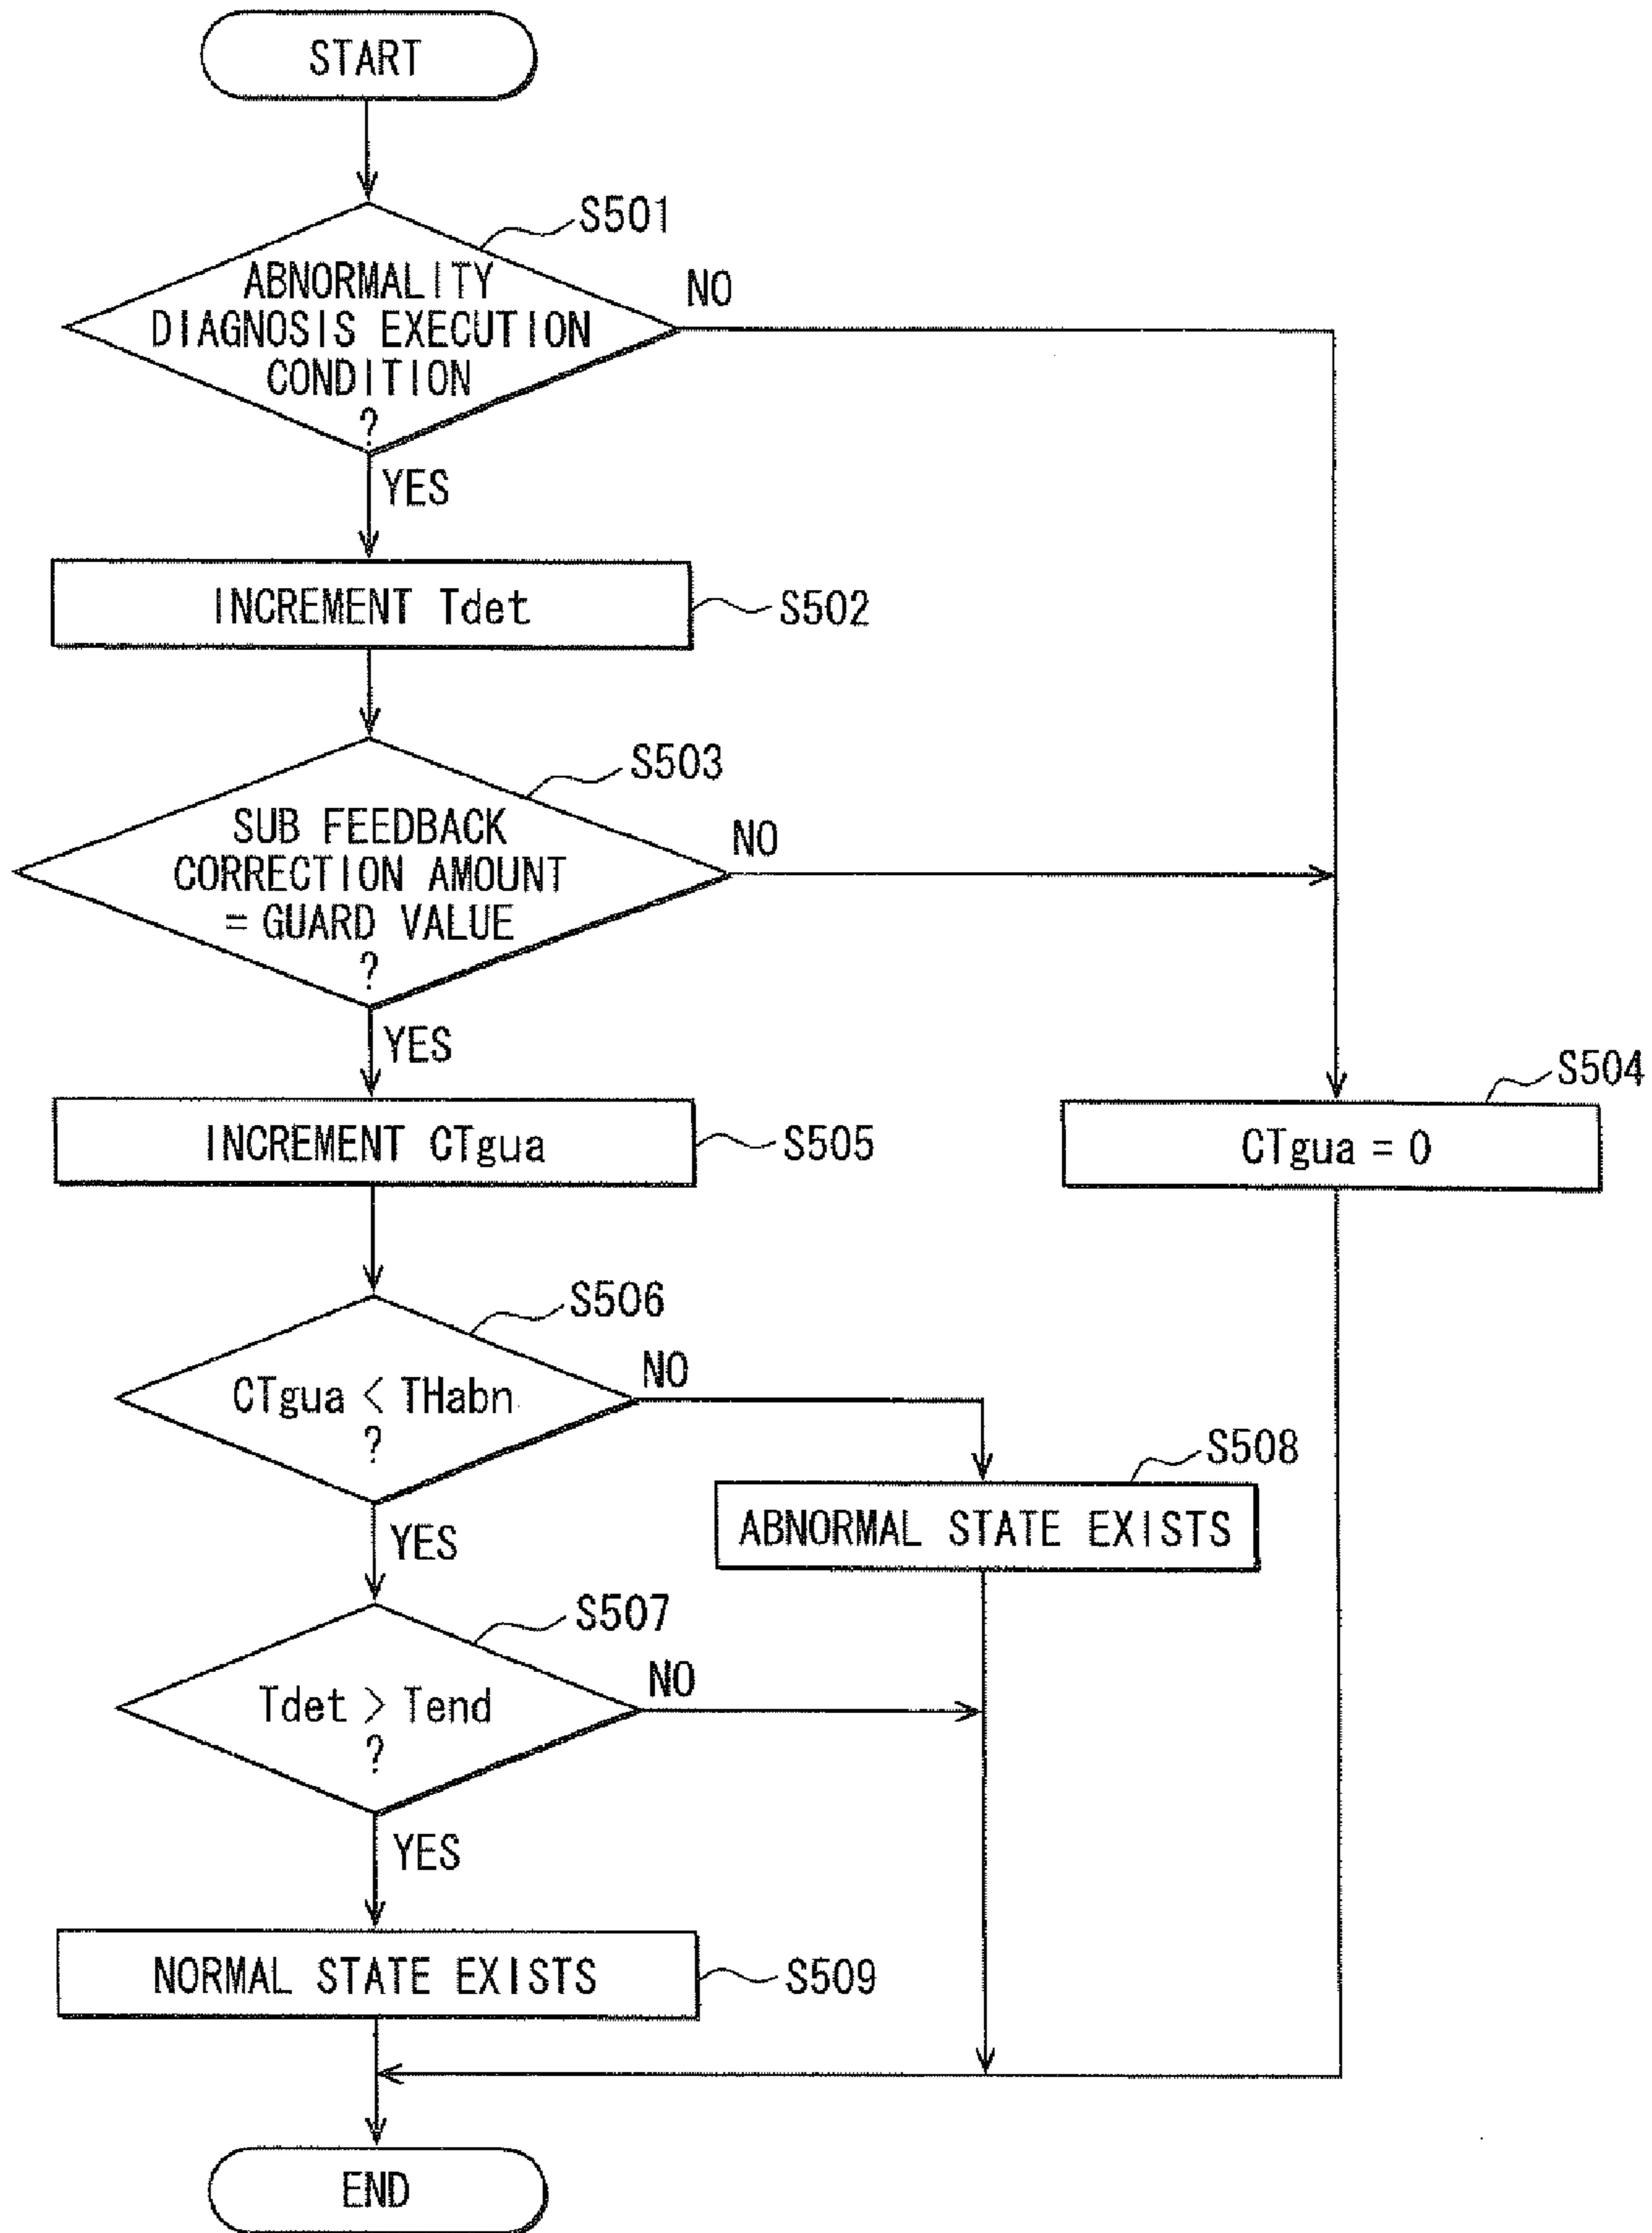 START
S501
ABNORMALITY
DIAGNOSIS EXECUTION
CONDITION
?
NO
YES
INCREMENT Tdet
S502
S503
SUB FEEDBACK
CORRECTION AMOUNT
= GUARD VALUE
?
NO
YES
S504
INCREMENT CTgua
S505
CTgua = 0
S506
CTgua < THabn
?
NO
YES
S508
ABNORMAL STATE EXISTS
S507
Tdet > Tend
?
NO
YES
NORMAL STATE EXISTS
S509
END